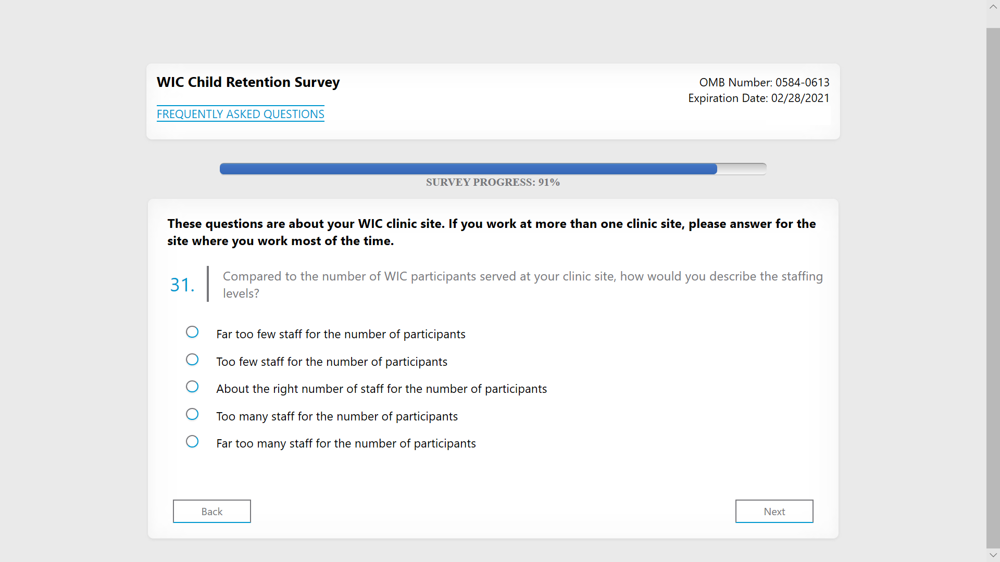 WIC Child Retention Survey
OMB Number: 0584-0613
Expiration Date: 02/28/2021
FREQUENTLY ASKED QUESTIONS
SURVEY PROGRESS: 91%
These questions are about your WIC clinic site. If you work at more than one clinic site, please answer for the
site where you work most of the time.
31.
Compared to the number of WIC participants served at your clinic site, how would you describe the staffing
levels?
Far too few staff for the number of participants
Too few staff for the number of participants
About the right number of staff for the number of participants
Too many staff for the number of participants
Far too many staff for the number of participants
Back
Next